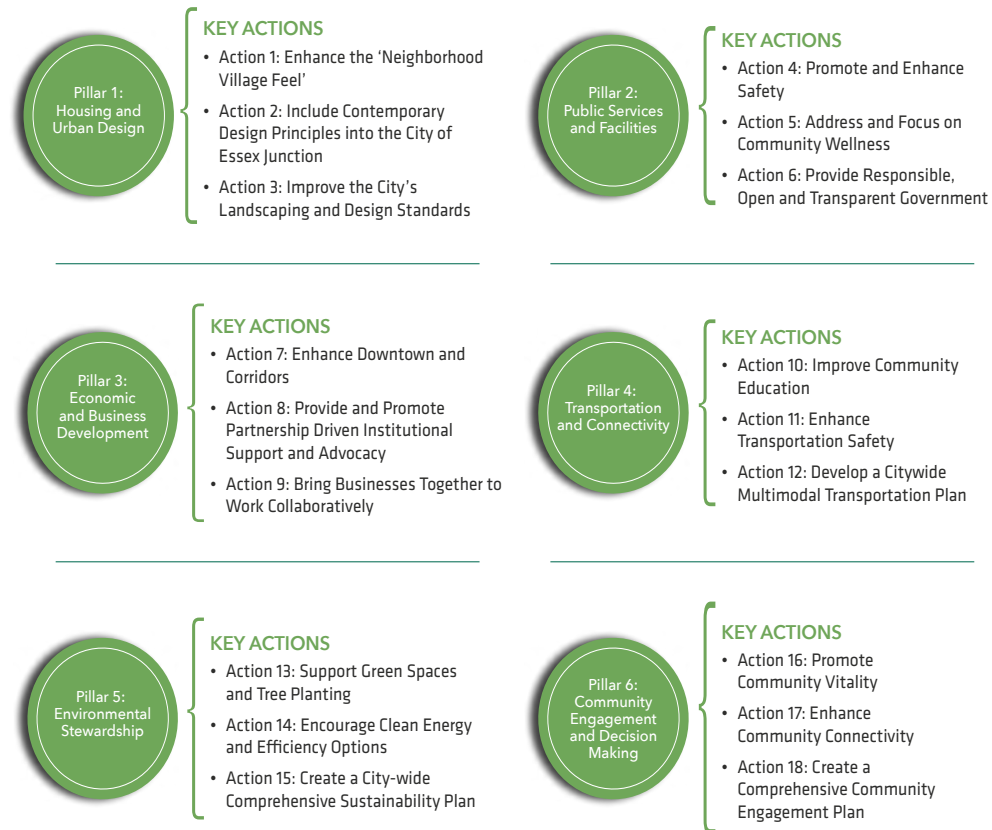 Pillar 1:
Housing and
Urban Design
KEY ACTIONS
• Action 1: Enhance the ‘Neighborhood
Village Feel’
• Action 2: Include Contemporary
Design Principles into the City of
Essex Junction
• Action 3: Improve the City’s
Landscaping and Design Standards
Pillar 2:
Public Services
and Facilities
KEY ACTIONS
• Action 4: Promote and Enhance
Safety
• Action 5: Address and Focus on
Community Wellness
• Action 6: Provide Responsible,
Open and Transparent Government
Pillar 3:
Economic
and Business
Development
KEY ACTIONS
• Action 7: Enhance Downtown and
Corridors
• Action 8: Provide and Promote
Partnership Driven Institutional
Support and Advocacy
• Action 9: Bring Businesses Together to
Work Collaboratively
Pillar 4:
Transportation
and Connectivity
KEY ACTIONS
• Action 10: Improve Community
Education
• Action 11: Enhance
Transportation Safety
• Action 12: Develop a Citywide
Multimodal Transportation Plan
Pillar 5:
Environmental
Stewardship
KEY ACTIONS
• Action 13: Support Green Spaces
and Tree Planting
• Action 14: Encourage Clean Energy
and Efficiency Options
• Action 15: Create a City-wide
Comprehensive Sustainability Plan
Pillar 6:
Community
Engagement
and Decision
Making
KEY ACTIONS
• Action 16: Promote
Community Vitality
• Action 17: Enhance
Community Connectivity
• Action 18: Create a
Comprehensive Community
Engagement Plan